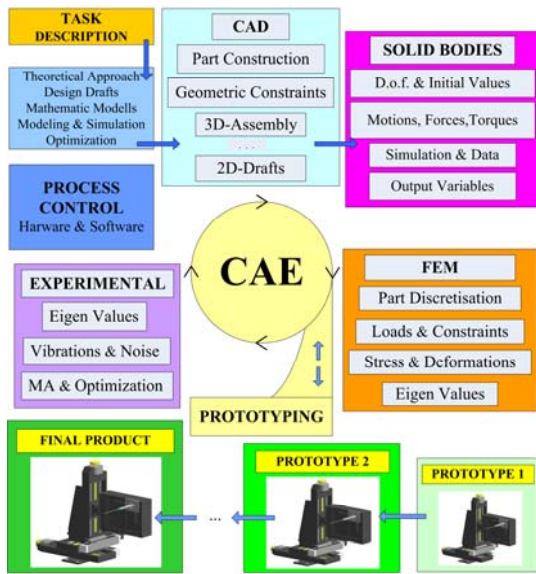 TASK
DESCRIPTION
Theoretical Approach
Design Drafts
Mathematic Modells
Modeling & Simulation
Optimization
PROCESS
CONTROL
Harware & Software
CAD
Part Construction
Geometric Constraints
3D-Assembly
. . . .
2D-Drafts
SOLID BODIES
D.o.f. & Initial Values
Motions, Forces,Torques
Simulation & Data
Output Variables
CAE
EXPERIMENTAL
Eigen Values
Vibrations & Noise
MA & Optimization
FEM
Part Discretisation
Loads & Constraints
Stress & Deformations
Eigen Values
PROTOTYPING
FINAL PRODUCT
...
PROTOTYPE 2
PROTOTYPE 1